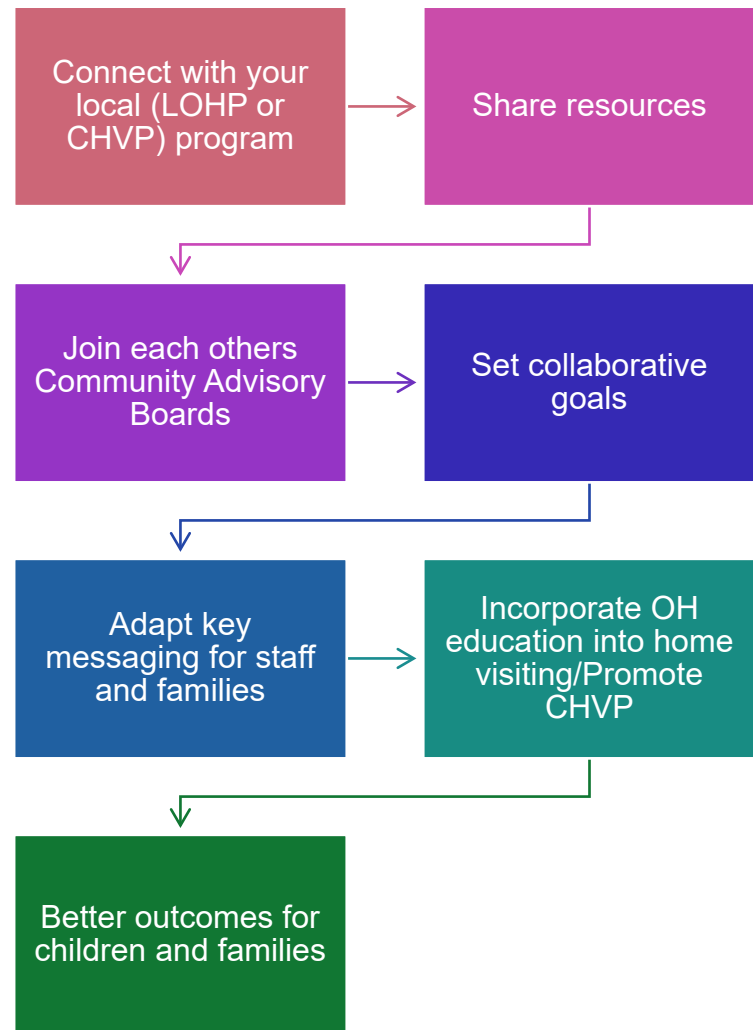 Connect with your
local (LOHP or
CHVP) program
Share resources
Join each others
Community Advisory
Boards
Set collaborative
goals
Adapt key
messaging for staff
and families
Incorporate OH
education into home
visiting/Promote
CHVP
Better outcomes for
children and families